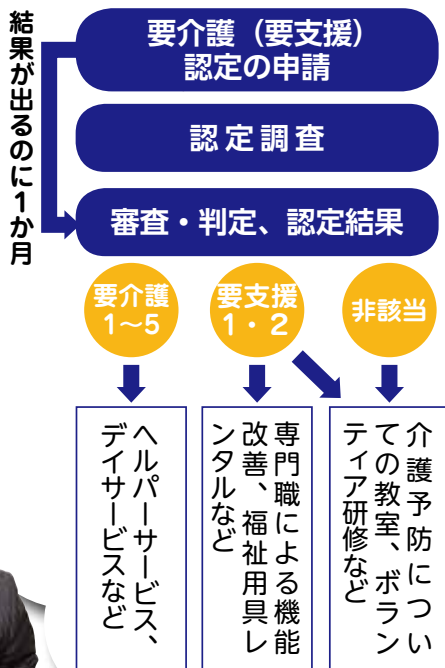 結果が出るのに1か月
要介護（要支援）
認定の申請
認定調査
審査・判定、認定結果
要介護
1～5
要支援
1・2
非該当
ヘルパーサービス、
デイサービスなど
専門職による機能
改善、福祉用具レ
ンタルなど
介護予防につい
ての教室、ボラン
ティア研修など